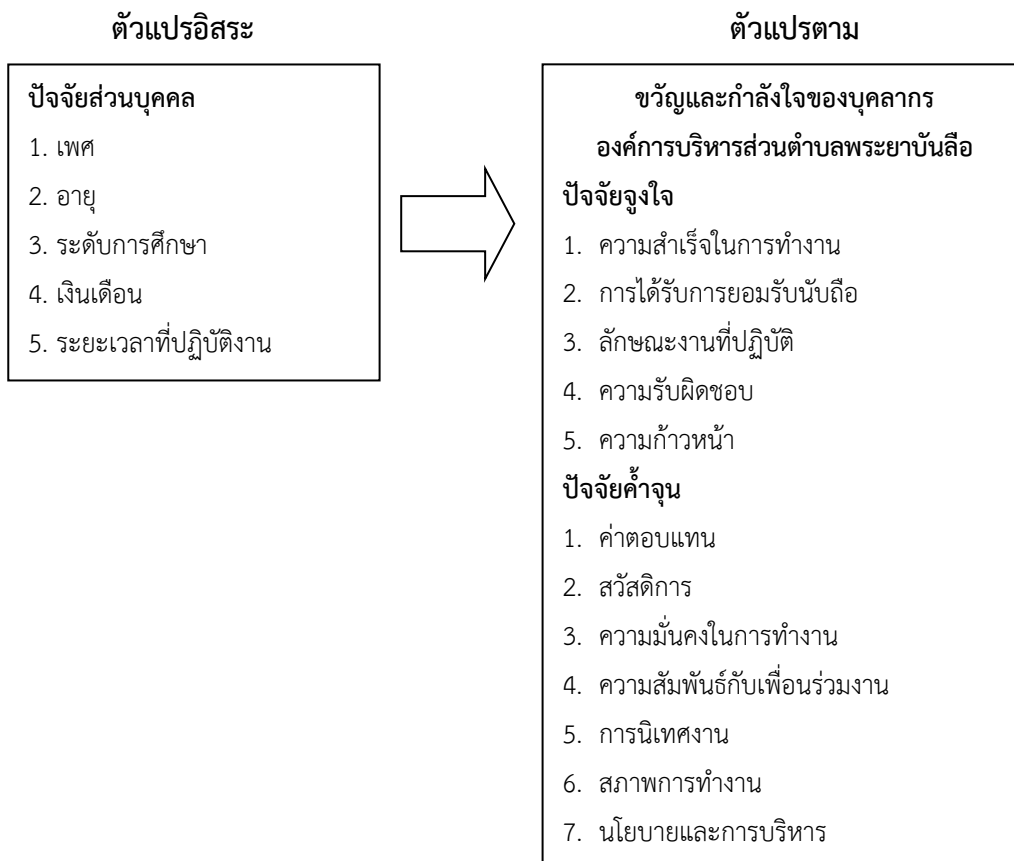 ตัวแปรอิสระ
ปัจจัยส่วนบุคคล
1. เพศ
2. อายุ
3. ระดับการศึกษา
4. เงินเดือน
5. ระยะเวลาที่ปฏิบัติงาน
ตัวแปรตาม
ขวัญและกำลังใจของบุคลากร
องค์การบริหารส่วนตำบลพระยาบันลือ
ปัจจัยจูงใจ
1. ความสำเร็จในการทำงาน
2. การได้รับการยอมรับนับถือ
3. ลักษณะงานที่ปฏิบัติ
4. ความรับผิดชอบ
5. ความก้าวหน้า
ปัจจัยค้ำจุน
1. ค่าตอบแทน
2. สวัสดิการ
3. ความมั่นคงในการทำงาน
4. ความสัมพันธ์กับเพื่อนร่วมงาน
5. การนิเทศงาน
6. สภาพการทำงาน
7. นโยบายและการบริหาร